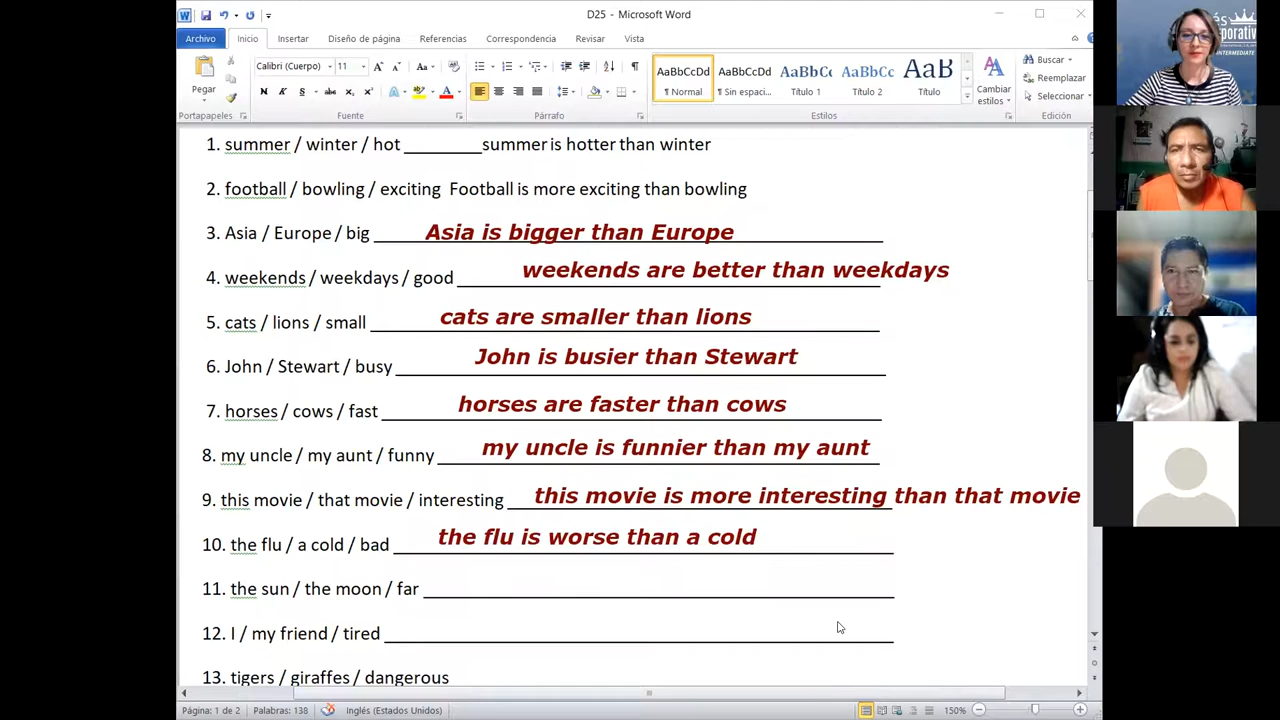 D25 - Microsoft Word
Archivo Inicio Insertar Diseño de página Referencias Correspondencia Revisar Vista
Pegar
Calibri (Cuerpo) 11
AaBbCcDd AaBbCcDd AaBbCc AaBbCc AaB
¶ Normal ¶ Sin espaci... Título 1 Título 2 Título
Cambiar estilos
Buscar
Reemplazar
Seleccionar
Portapapeles Fuente Párrafo Estilos Edición
1. summer / winter / hot _________summer is hotter than winter
2. football / bowling / exciting Football is more exciting than bowling
3. Asia / Europe / big Asia is bigger than Europe
4. weekends / weekdays / good weekends are better than weekdays
5. cats / lions / small cats are smaller than lions
6. John / Stewart / busy John is busier than Stewart
7. horses / cows / fast horses are faster than cows
8. my uncle / my aunt / funny my uncle is funnier than my aunt
9. this movie / that movie / interesting this movie is more interesting than that movie
10. the flu / a cold / bad the flu is worse than a cold
11. the sun / the moon / far
12. I / my friend / tired
13. tigers / giraffes / dangerous
Página: 1 de 2 Palabras: 138 Inglés (Estados Unidos) 150%
INTERMEDIATE